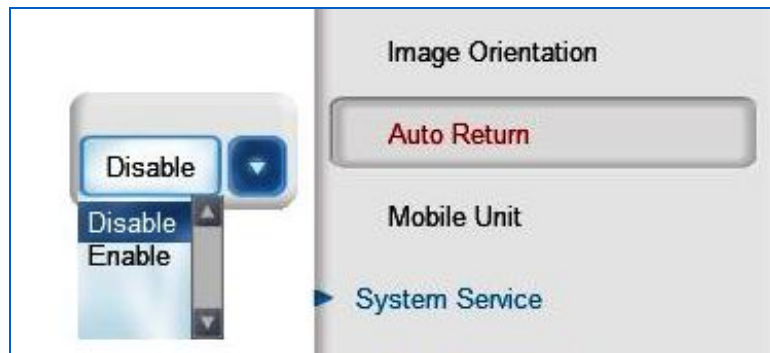 Image Orientation
Auto Return
Disable
Disable
Mobile Unit
Enable
System Service